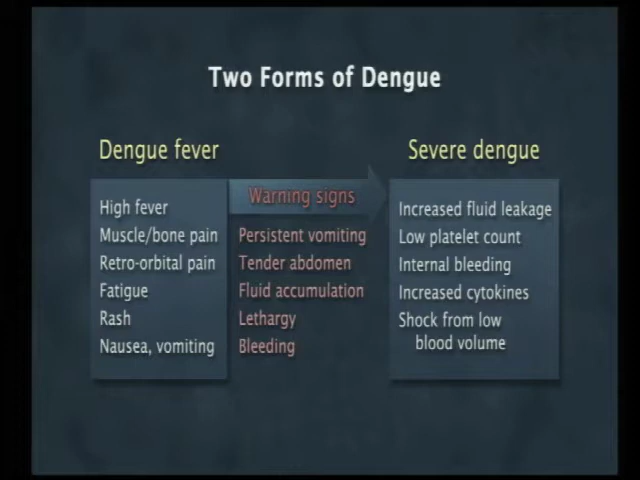 Two Forms of Dengue
Dengue fever
High fever
Muscle/bone pain
Retro-orbital pain
Fatigue
Rash
Nausea, vomiting
Warning signs
Persistent vomiting
Tender abdomen
Fluid accumulation
Lethargy
Bleeding
Severe dengue
Increased fluid leakage
Low platelet count
Internal bleeding
Increased cytokines
Shock from low
blood volume